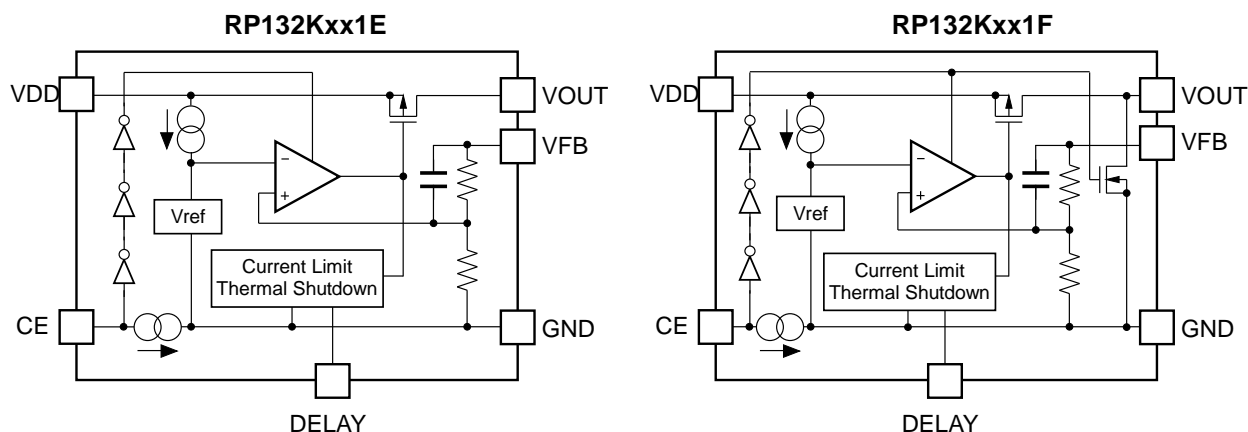 RP132Kxx1E
VDD
VOUT
VFB
−
+
Vref
Current Limit
Thermal Shutdown
CE
GND
DELAY
RP132Kxx1F
VDD
VOUT
VFB
−
+
Vref
Current Limit
Thermal Shutdown
CE
GND
DELAY